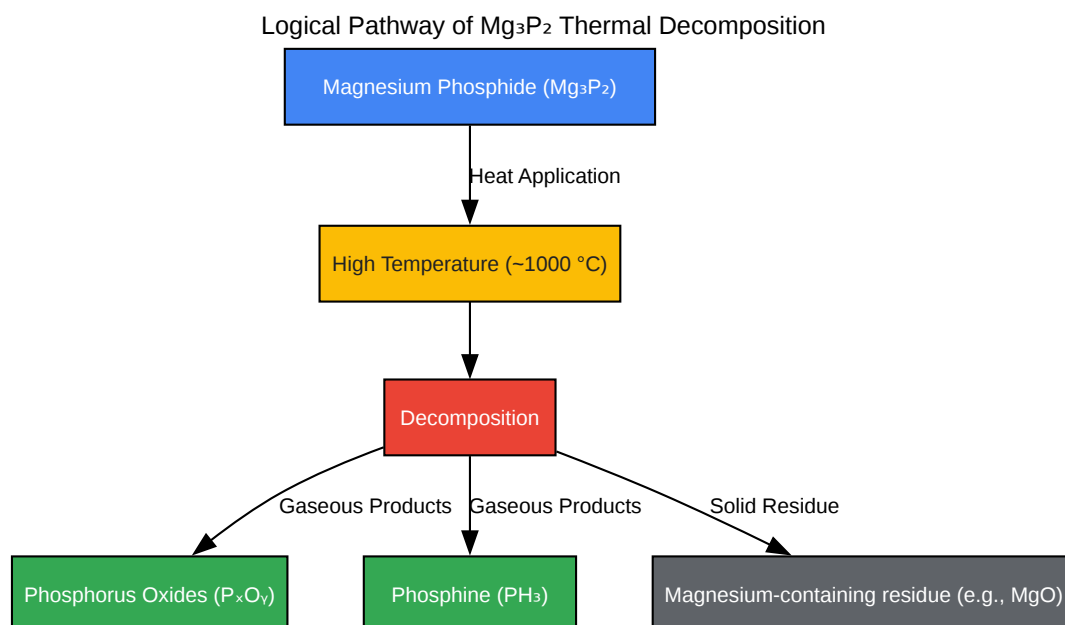 Logical Pathway of Mg₃P₂ Thermal Decomposition
Magnesium Phosphide (Mg₃P₂)
Heat Application
High Temperature (~1000 °C)
Decomposition
Gaseous Products
Gaseous Products
Solid Residue
Phosphorus Oxides (PₓOᵧ)
Phosphine (PH₃)
Magnesium-containing residue (e.g., MgO)